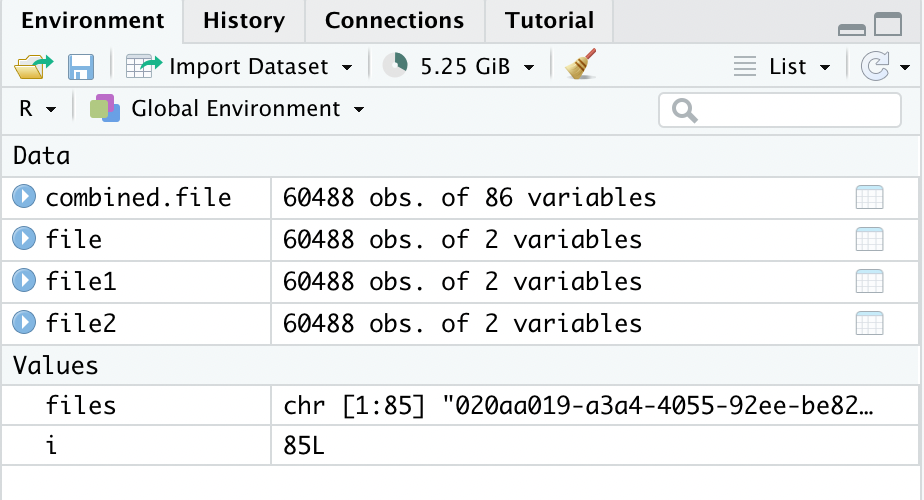 Environment History Connections Tutorial
Import Dataset 5.25 GiB List
R Global Environment
Data
combined.file 60488 obs. of 86 variables
file 60488 obs. of 2 variables
file1 60488 obs. of 2 variables
file2 60488 obs. of 2 variables
Values
files chr [1:85] "020aa019-a3a4-4055-92ee-be82…
i 85L